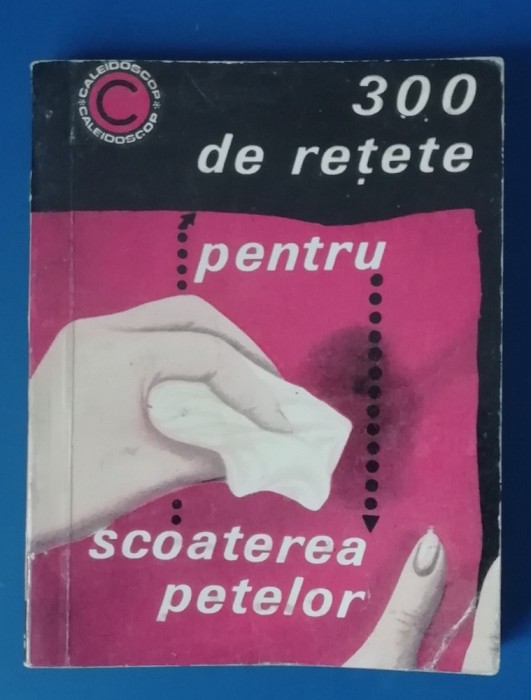 *CALEIDOSCOP*
CALEIDOSCOP
C
300
de rețete
pentru
scoaterea
petelor